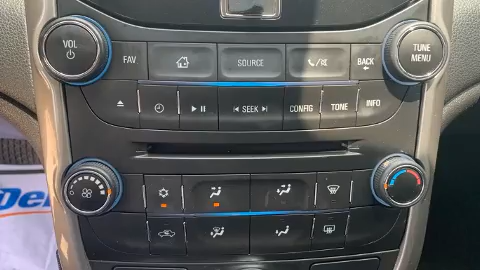 VOL
FAV
SOURCE
BACK
TUNE
MENU
SEEK
CONFIG
TONE
INFO